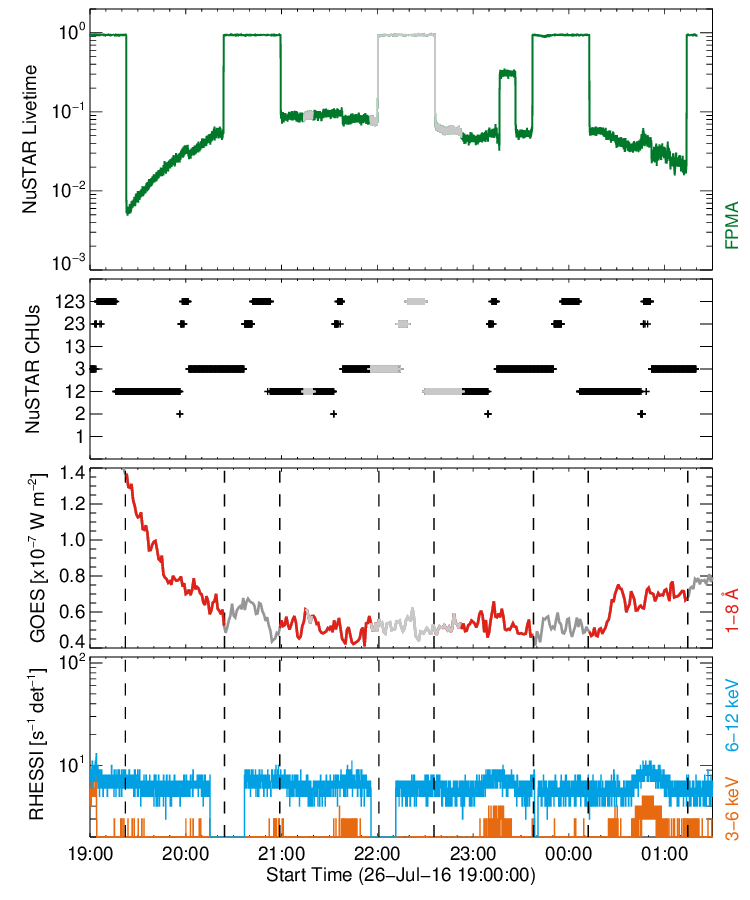 NuSTAR Livetime
10⁰
10⁻¹
10⁻²
10⁻³
FPMA
NuSTAR CHUs
123
23
13
3
12
2
1
GOES [x10⁻⁷ W m⁻²]
1.4
1.2
1.0
0.8
0.6
0.4
1−8 Å
RHESSI [s⁻¹ det⁻¹]
10²
10¹
3−6 keV 6−12 keV
19:00 20:00 21:00 22:00 23:00 00:00 01:00
Start Time (26−Jul−16 19:00:00)